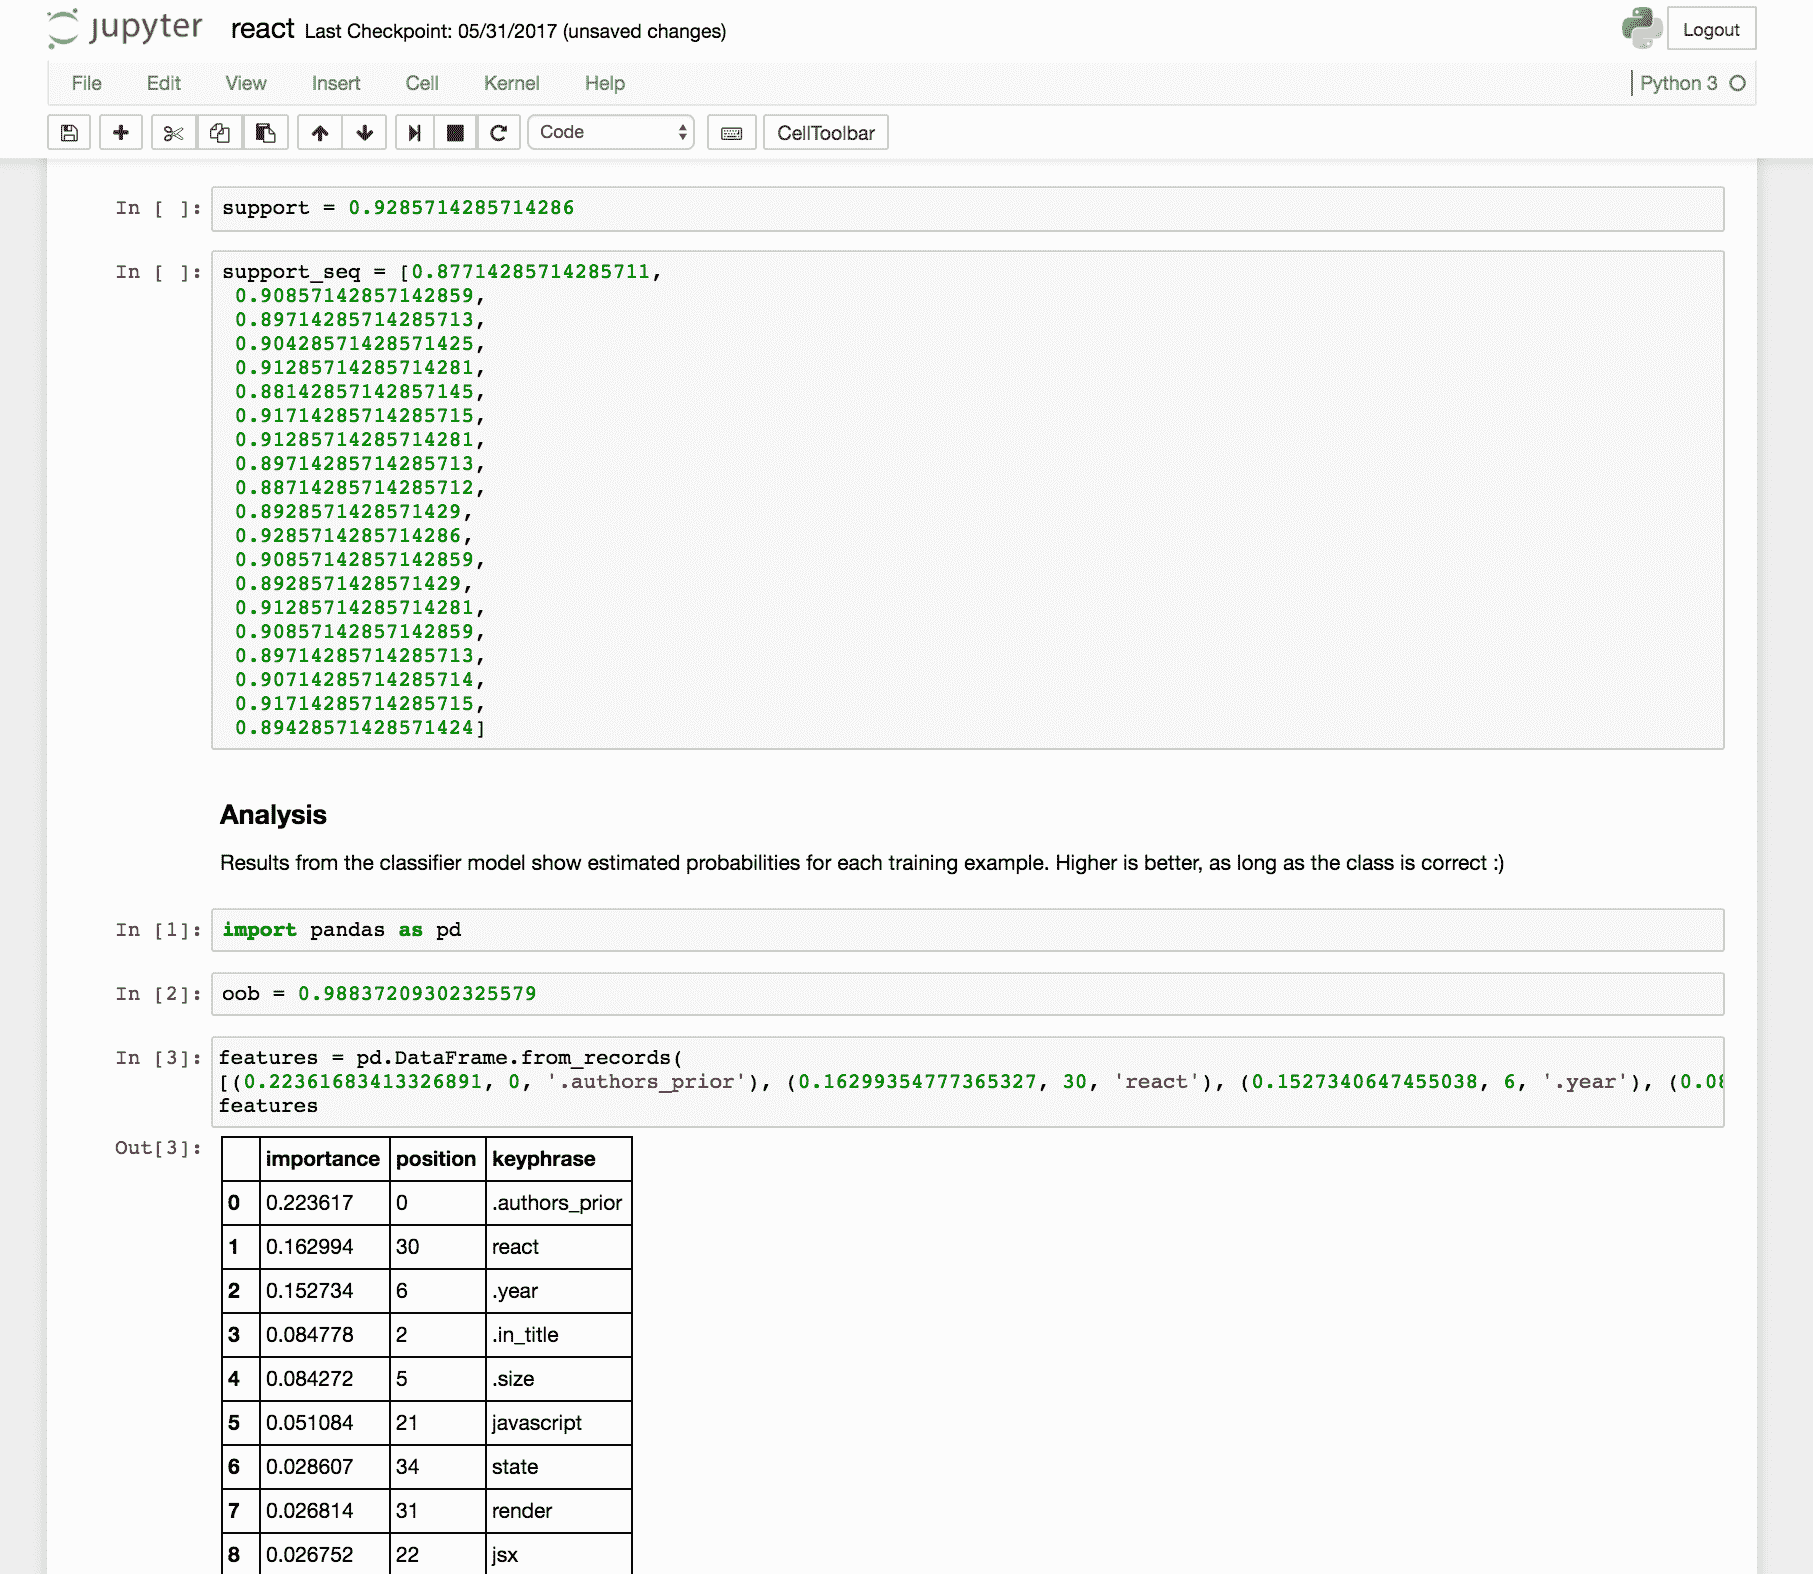 jupyter react Last Checkpoint: 05/31/2017 (unsaved changes) Logout
File Edit View Insert Cell Kernel Help Python 3
Code CellToolbar
In [ ]: support = 0.9285714285714286
In [ ]: support_seq = [0.87714285714285711,
0.90857142857142859,
0.89714285714285713,
0.90428571428571425,
0.91285714285714281,
0.88142857142857145,
0.91714285714285715,
0.91285714285714281,
0.89714285714285713,
0.88714285714285712,
0.8928571428571429,
0.9285714285714286,
0.90857142857142859,
0.8928571428571429,
0.91285714285714281,
0.90857142857142859,
0.89714285714285713,
0.90714285714285714,
0.91714285714285715,
0.89428571428571424]
Analysis
Results from the classifier model show estimated probabilities for each training example. Higher is better, as long as the class is correct :)
In [1]: import pandas as pd
In [2]: oob = 0.98837209302325579
In [3]: features = pd.DataFrame.from_records(
[(0.22361683413326891, 0, '.authors_prior'), (0.16299354777365327, 30, 'react'), (0.1527340647455038, 6, '.year'), (0.08
features
Out[3]:
importance position keyphrase
0 0.223617 0 .authors_prior
1 0.162994 30 react
2 0.152734 6 .year
3 0.084778 2 .in_title
4 0.084272 5 .size
5 0.051084 21 javascript
6 0.028607 34 state
7 0.026814 31 render
8 0.026752 22 jsx